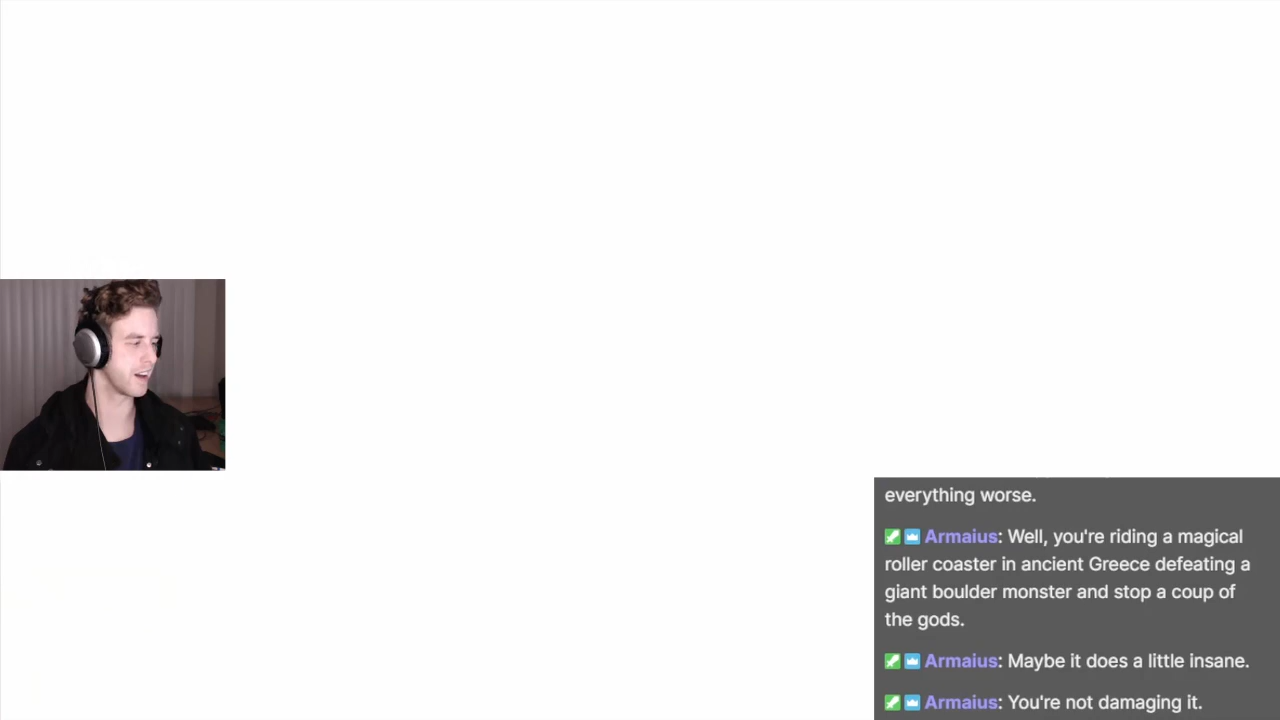 everything worse.
Armaius: Well, you're riding a magical
roller coaster in ancient Greece defeating a
giant boulder monster and stop a coup of
the gods.
Armaius: Maybe it does a little insane.
Armaius: You're not damaging it.